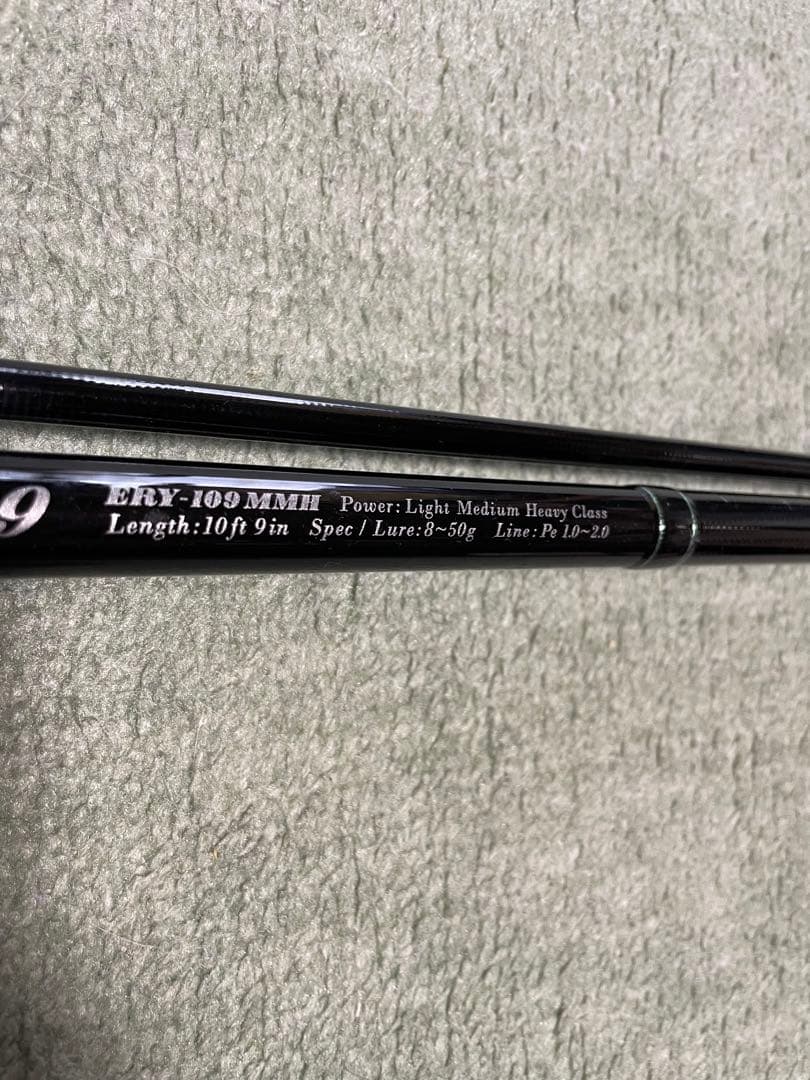 9
ERY-109 MMH Power: Light Medium Heavy Class
Length: 10ft 9in Spec / Lure: 8~50g Line: Pe 1.0~2.0